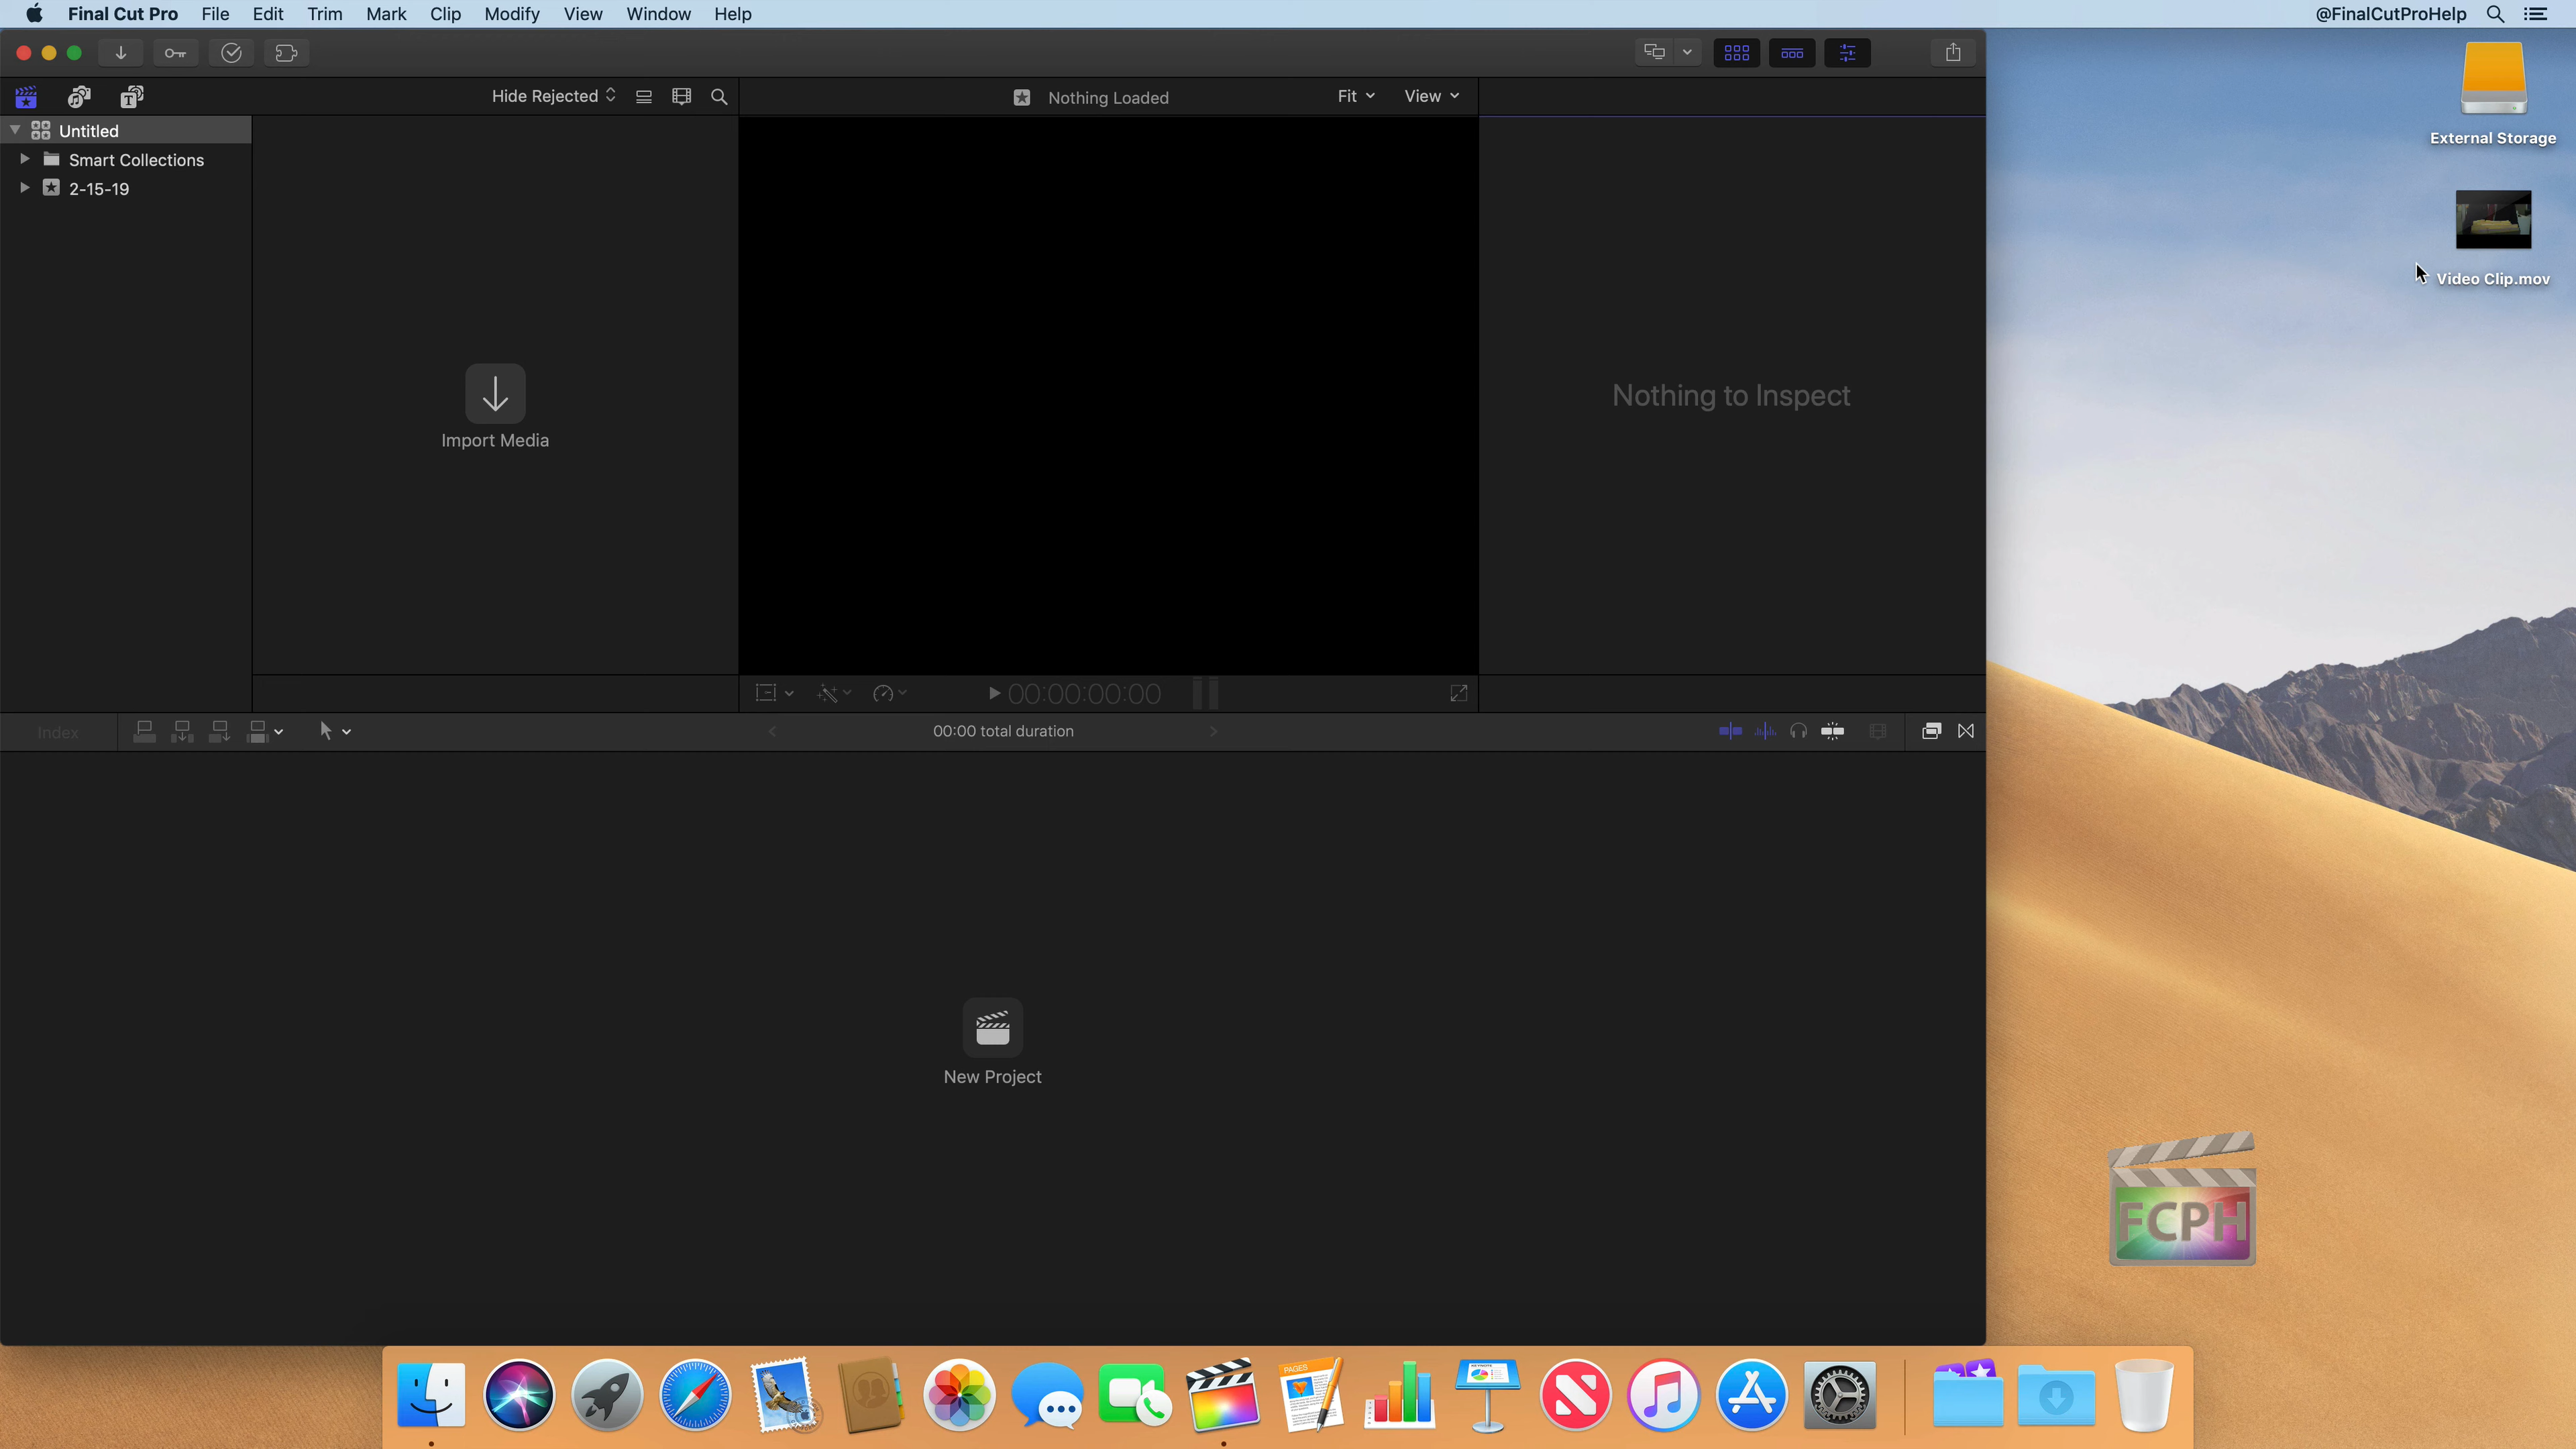 Final Cut Pro File Edit Trim Mark Clip Modify View Window Help @FinalCutProHelp
Hide Rejected Nothing Loaded Fit View
Untitled
Smart Collections
2-15-19
Import Media
Nothing to Inspect
00:00:00:00
Index 00:00 total duration
New Project
External Storage
Video Clip.mov
FCPH
PAGES